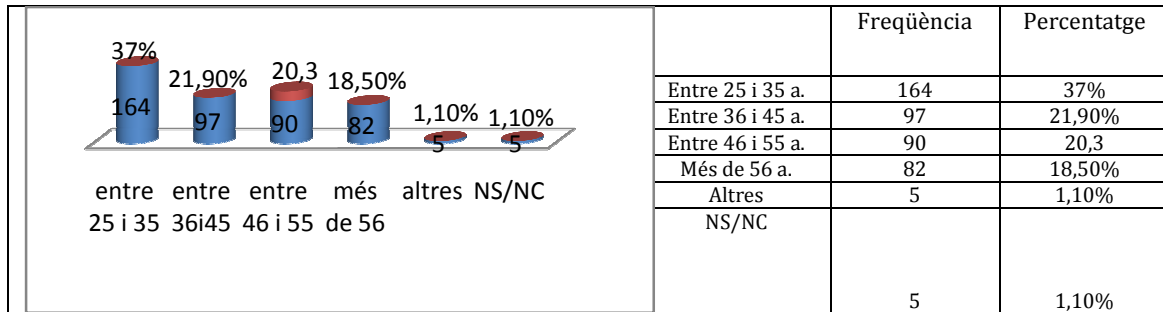 37%
21,90%
20,3
18,50%
1,10%
1,10%
164
97
90
82
5
5
entre 25 i 35
entre 36i45
entre 46 i 55
més de 56
altres
NS/NC
Freqüència Percentatge
Entre 25 i 35 a. 164 37%
Entre 36 i 45 a. 97 21,90%
Entre 46 i 55 a. 90 20,3
Més de 56 a. 82 18,50%
Altres 5 1,10%
NS/NC 5 1,10%